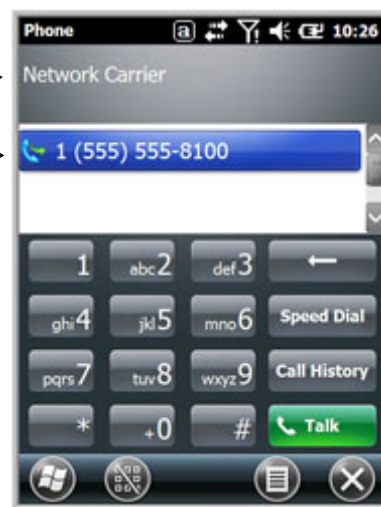 Phone a 10:26
Network Carrier
1 (555) 555-8100
1 abc2 def3
ghi4 jkl5 mno6 Speed Dial
pqrs7 tuv8 wxyz9 Call History
* +0 # Talk